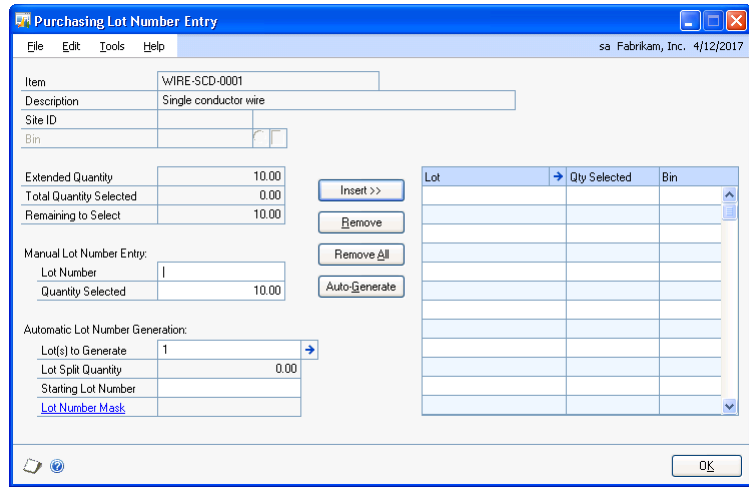 Purchasing Lot Number Entry
File Edit Tools Help sa Fabrikam, Inc. 4/12/2017
Item WIRE-SCD-0001
Description Single conductor wire
Site ID
Bin
Extended Quantity 10.00
Total Quantity Selected 0.00
Remaining to Select 10.00
Manual Lot Number Entry:
Lot Number
Quantity Selected 10.00
Automatic Lot Number Generation:
Lot(s) to Generate 1
Lot Split Quantity 0.00
Starting Lot Number
Lot Number Mask
Insert >>
Remove
Remove All
Auto-Generate
Lot Qty Selected Bin
OK